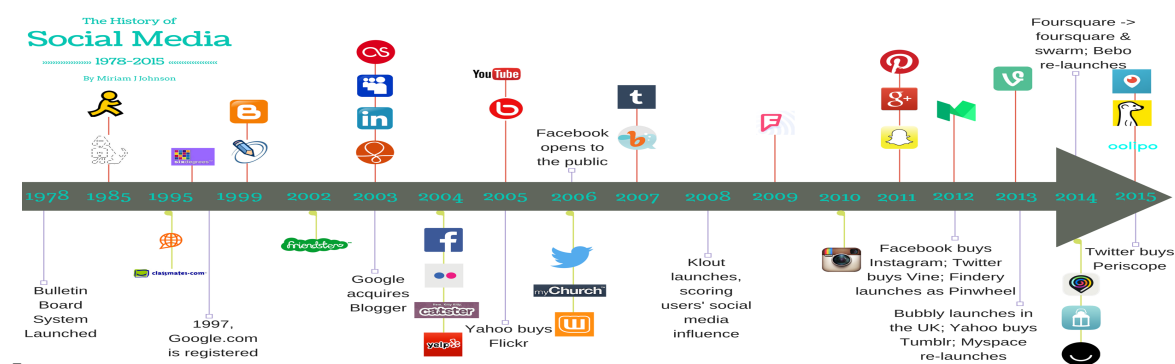 The History of
Social Media
1978-2015
By Miriam J Johnson
Foursquare ->
foursquare &
swarm; Bebo
re-launches
You Tube
Facebook
opens to
the public
oolipo
1978 1985 1995 1999 2002 2003 2004 2005 2006 2007 2008 2009 2010 2011 2012 2013 2014 2015
Bulletin
Board
System
Launched
classmates.com
1997,
Google.com
is registered
friendster
Google
acquires
Blogger
catster
yelp
Yahoo buys
Flickr
myChurch
Klout
launches,
scoring
users' social
media
influence
Facebook buys
Instagram; Twitter
buys Vine; Findery
launches as Pinwheel
Bubbly launches in
the UK; Yahoo buys
Tumblr; Myspace
re-launches
Twitter buys
Periscope